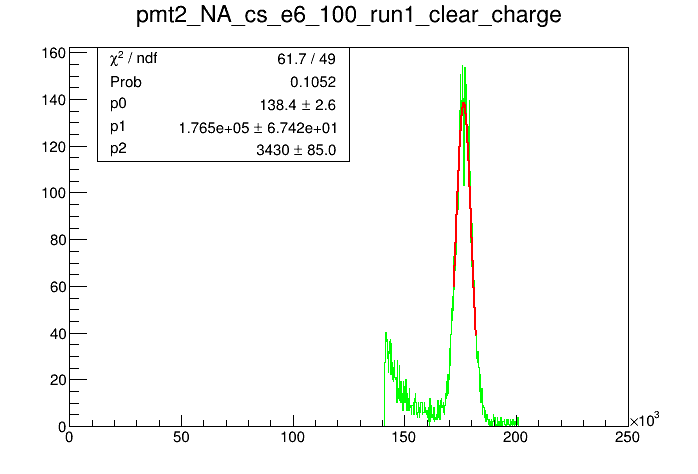 pmt2_NA_cs_e6_100_run1_clear_charge
χ² / ndf 61.7 / 49
Prob 0.1052
p0 138.4 ± 2.6
p1 1.765e+05 ± 6.742e+01
p2 3430 ± 85.0
160
140
120
100
80
60
40
20
0
0 50 100 150 200 250 ×10³